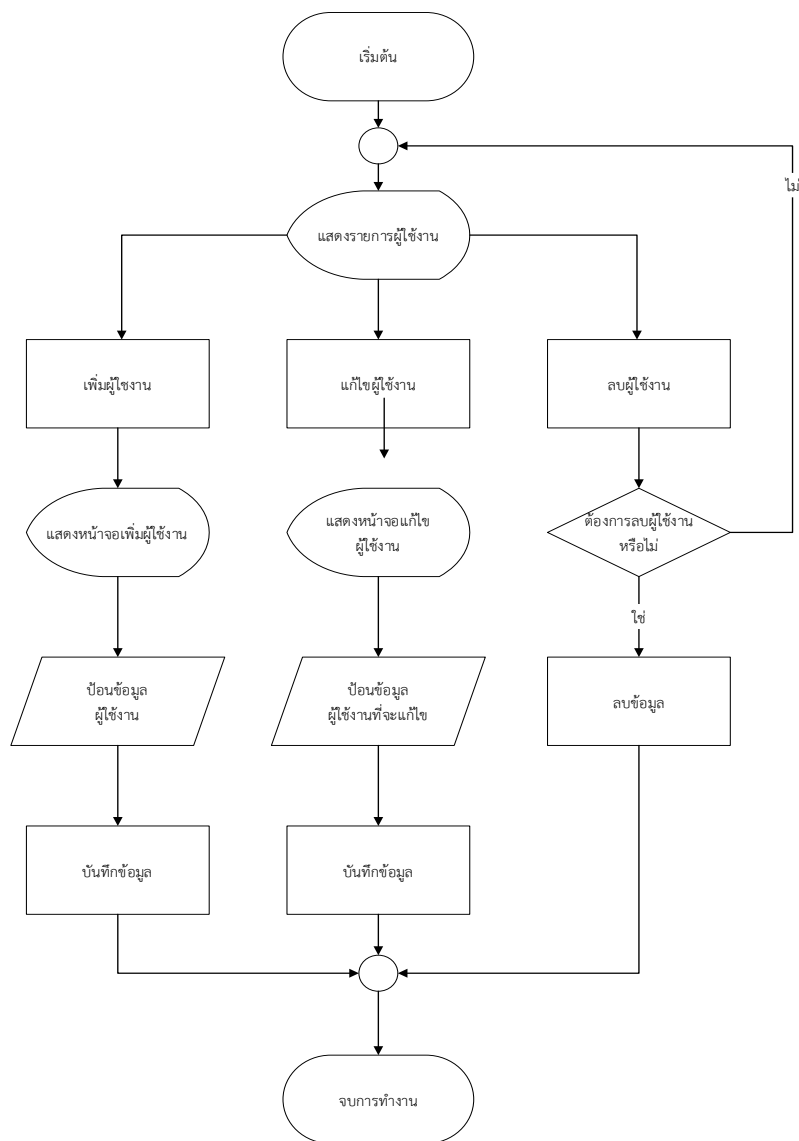 เริ่มต้น
ไม่
แสดงรายการผู้ใช้งาน
เพิ่มผู้ใชงาน
แก้ไขผู้ใช้งาน
ลบผู้ใช้งาน
แสดงหน้าจอเพิ่มผู้ใช้งาน
แสดงหน้าจอแก้ไข
ผู้ใช้งาน
ต้องการลบผู้ใช้งาน
หรือไม่
ใช่
ป้อนข้อมูล
ผู้ใช้งาน
ป้อนข้อมูล
ผู้ใช้งานที่จะแก้ไข
ลบข้อมูล
บันทึกข้อมูล
บันทึกข้อมูล
จบการทำงาน